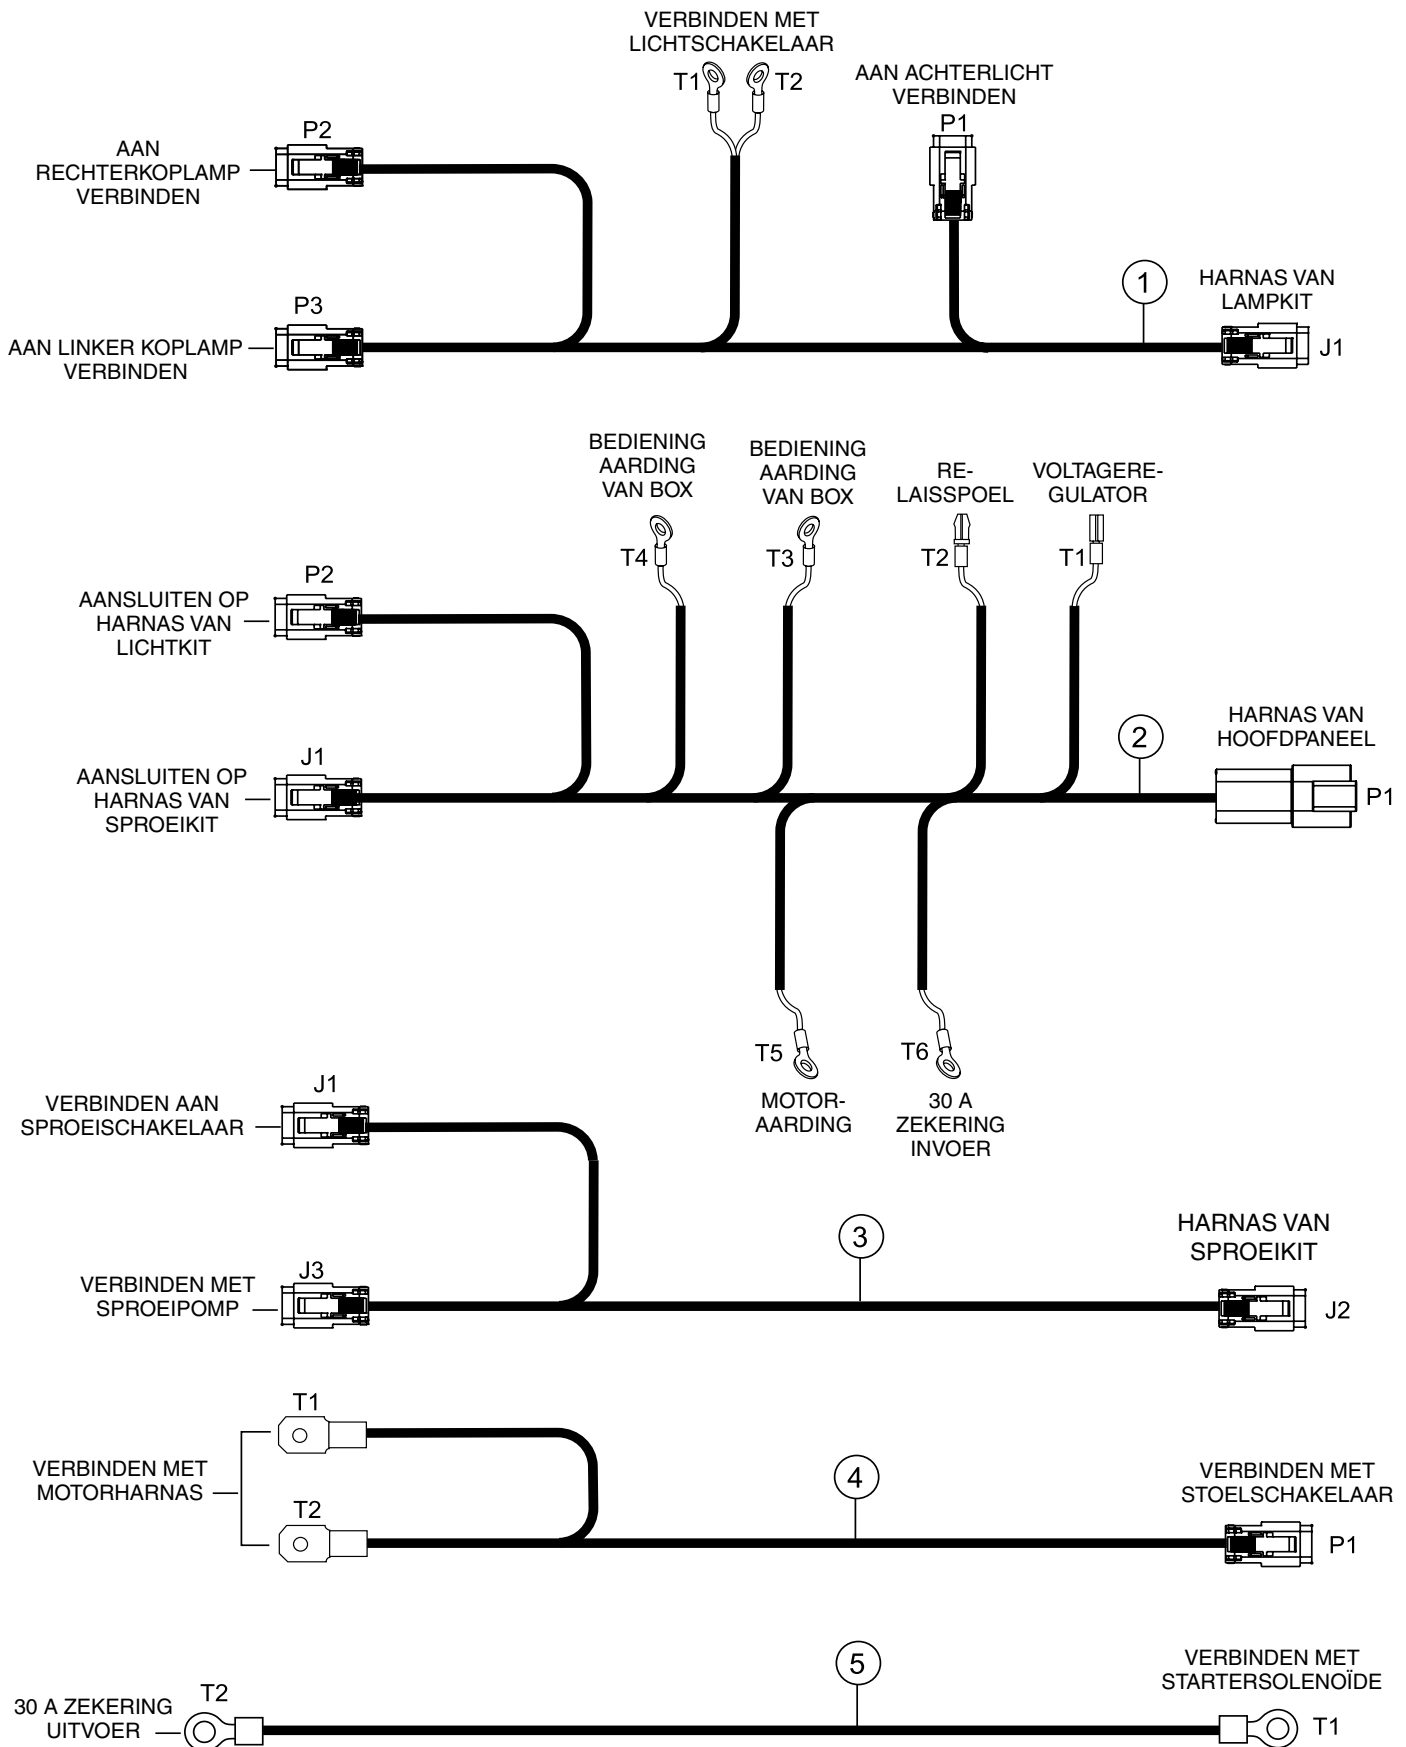 VERBINDEN MET
LICHTSCHAKELAAR
T1
T2
AAN ACHTERLICHT
VERBINDEN
P1
P2
AAN
RECHTERKOPLAMP
VERBINDEN
P3
AAN LINKER KOPLAMP
VERBINDEN
1
HARNAS VAN
LAMPKIT
J1
BEDIENING
AARDING
VAN BOX
T4
BEDIENING
AARDING
VAN BOX
T3
RE-
LAISSPOEL
T2
VOLTAGERE-
GULATOR
T1
P2
AANSLUITEN OP
HARNAS VAN
LICHTKIT
J1
AANSLUITEN OP
HARNAS VAN
SPROEIKIT
2
HARNAS VAN
HOOFDPANEEL
P1
T5
MOTOR-
AARDING
T6
30 A
ZEKERING
INVOER
J1
VERBINDEN AAN
SPROEISCHAKELAAR
J3
VERBINDEN MET
SPROEIPOMP
3
HARNAS VAN
SPROEIKIT
J2
T1
VERBINDEN MET
MOTORHARNAS
T2
4
VERBINDEN MET
STOELSCHAKELAAR
P1
T2
30 A ZEKERING
UITVOER
5
VERBINDEN MET
STARTERSOLENOÏDE
T1